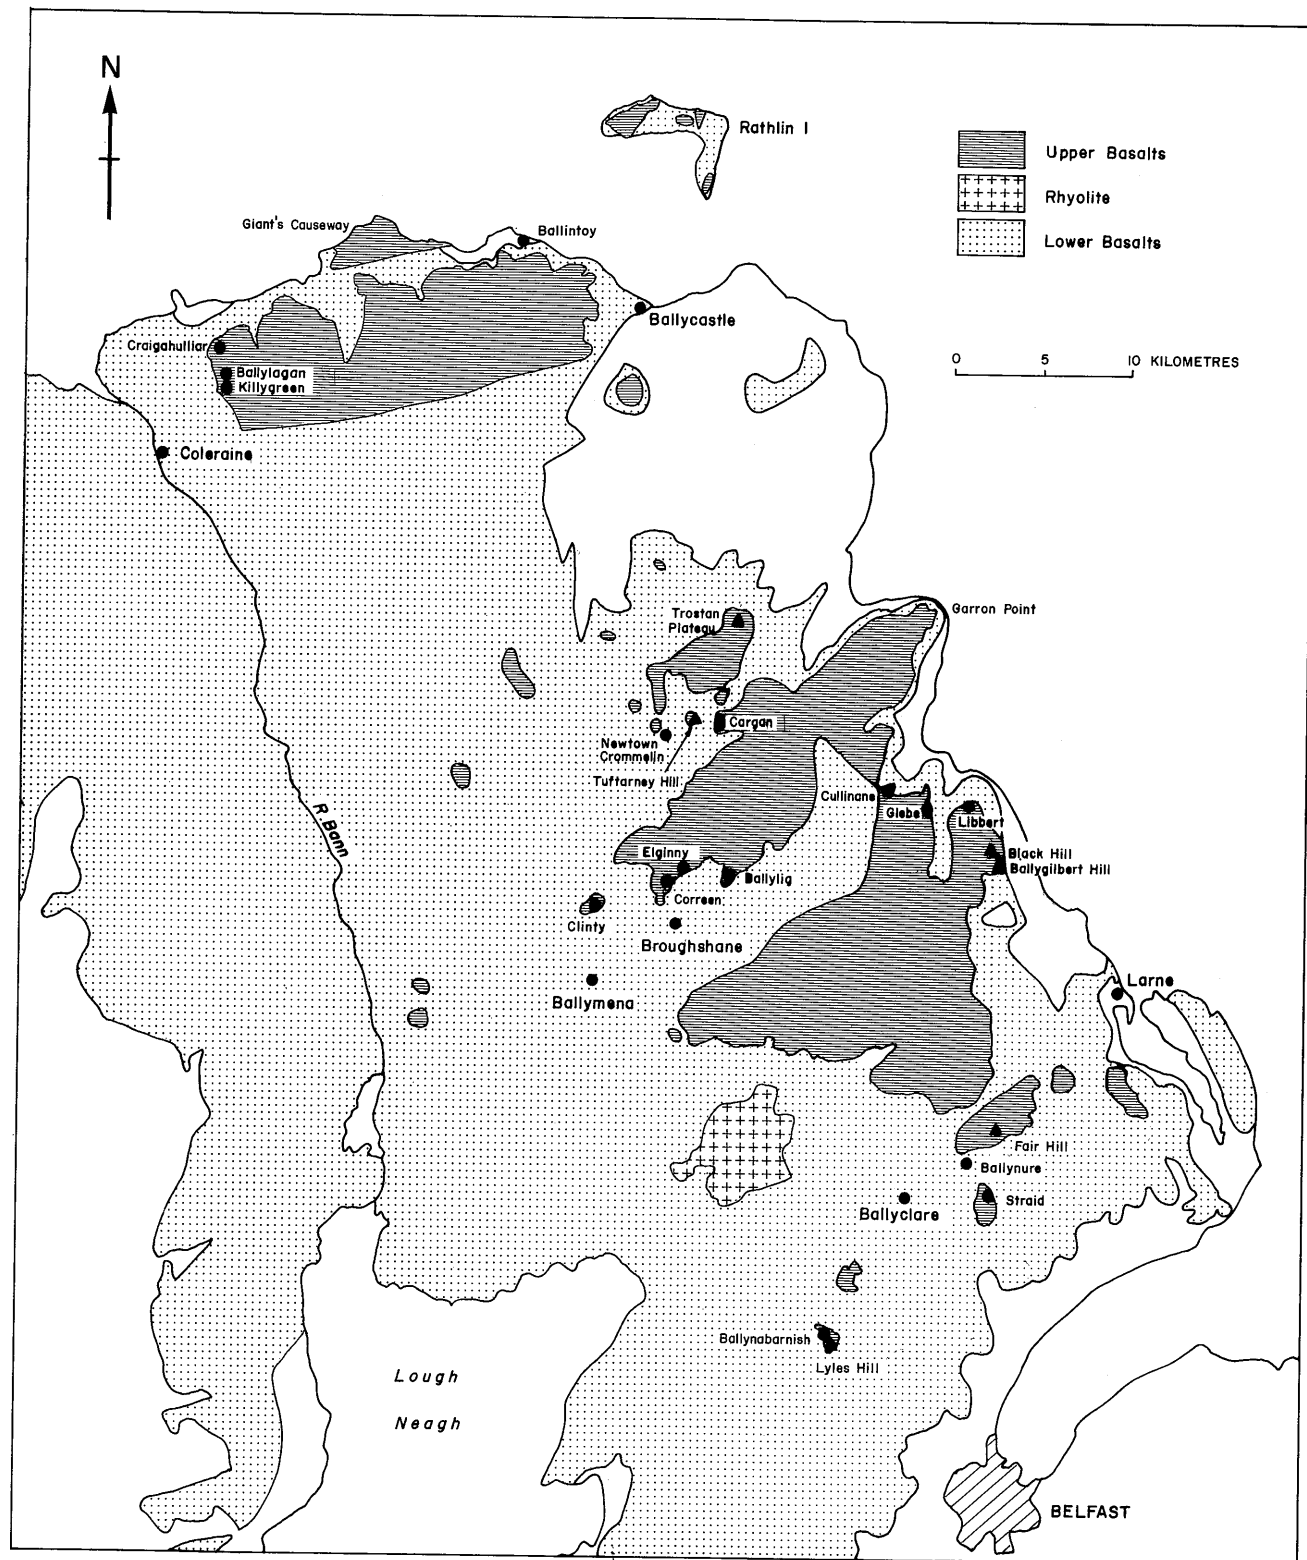 N
Rathlin I
Upper Basalts
Rhyolite
Lower Basalts
Giant's Causeway
Ballintoy
Ballycastle
Craigahulliar
Ballylagan
Killygreen
0 5 10 KILOMETRES
Coleraine
Garron Point
Trostan
Plateau
Cargan
Newtown
Crommelin
Tuftarney Hill
Cullinane
Glebe
Libbert
R. Bann
Elginny
Black Hill
Ballygilbert Hill
Ballylig
Correen
Clinty
Broughshane
Ballymena
Larne
Fair Hill
Ballynure
Straid
Ballyclare
Ballynabarnish
Lyles Hill
Lough
Neagh
BELFAST